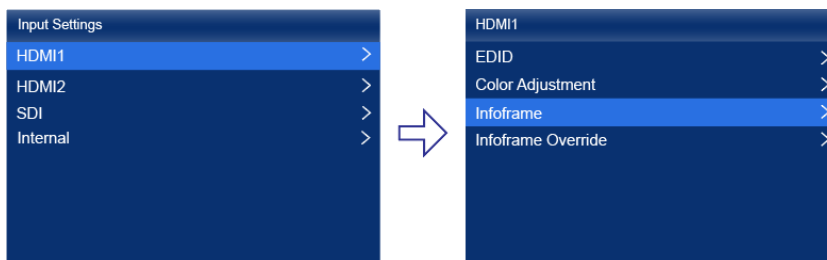 Input Settings
HDMI1
HDMI2
SDI
Internal
HDMI1
EDID
Color Adjustment
Infoframe
Infoframe Override